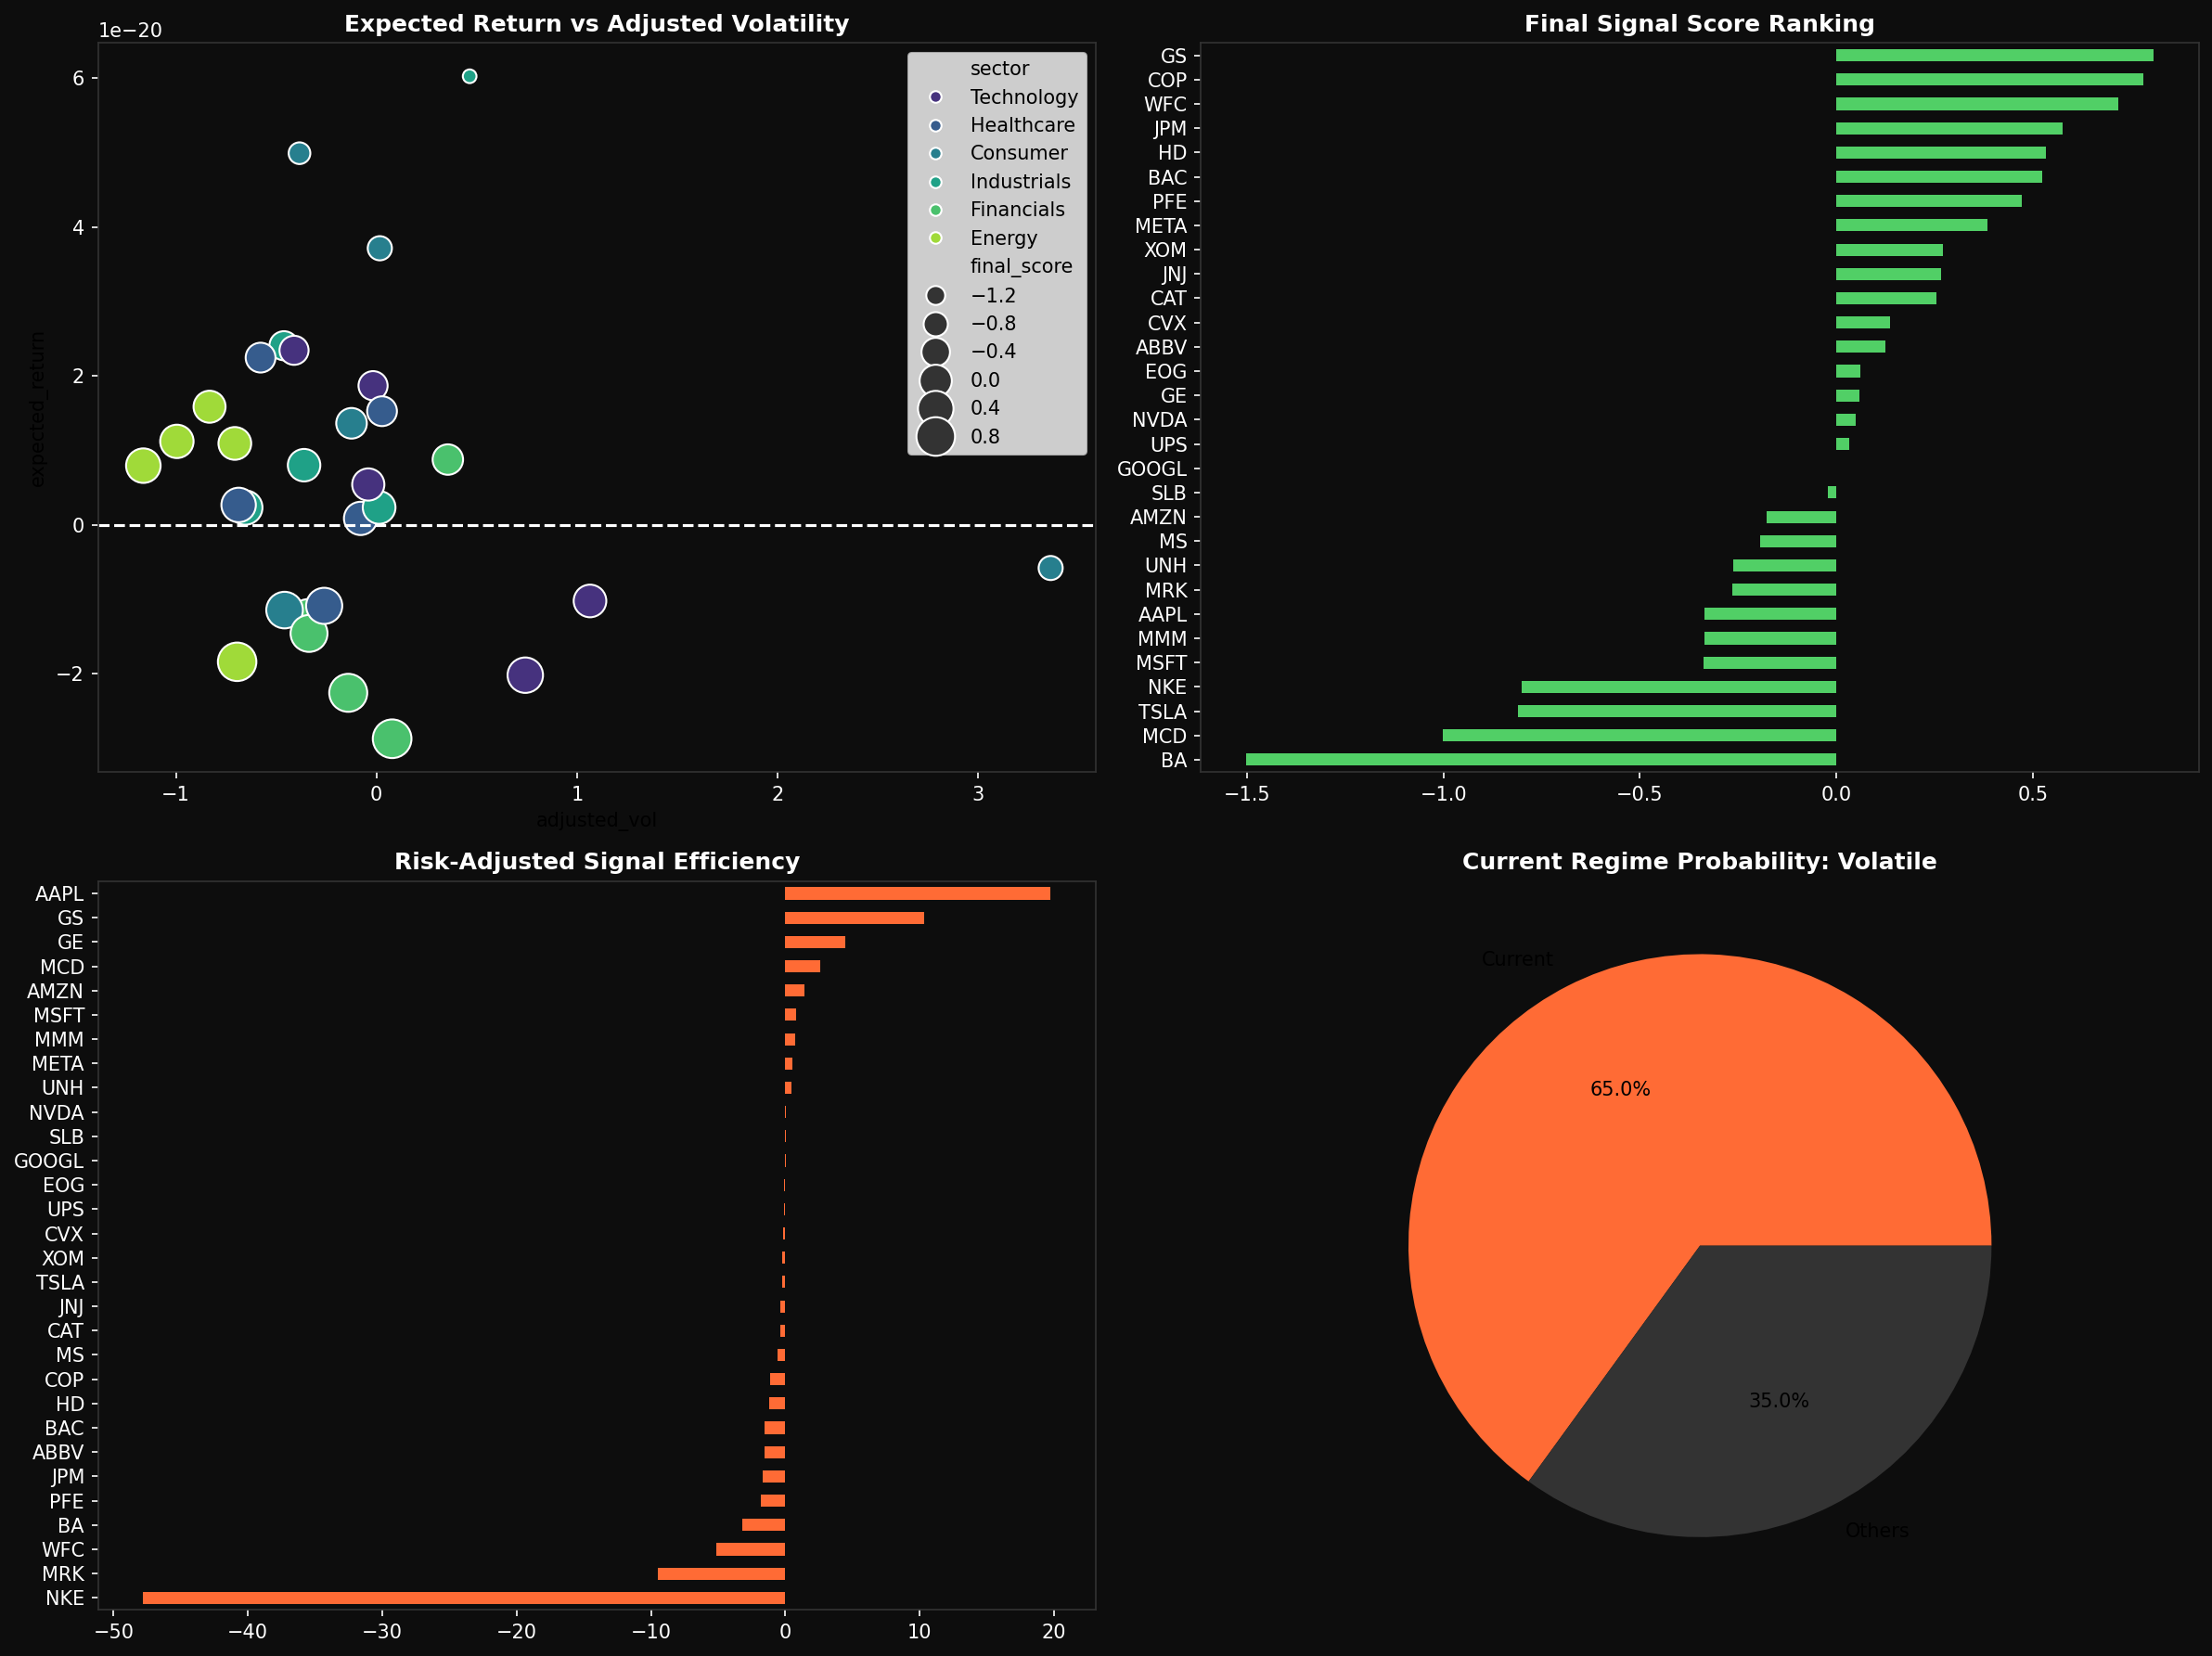 Expected Return vs Adjusted Volatility
1e−20
6
4
2
0
−2
expected_return
−1
0
1
2
3
adjusted_vol
sector
Technology
Healthcare
Consumer
Industrials
Financials
Energy
final_score
−1.2
−0.8
−0.4
0.0
0.4
0.8
Final Signal Score Ranking
GS
COP
WFC
JPM
HD
BAC
PFE
META
XOM
JNJ
CAT
CVX
ABBV
EOG
GE
NVDA
UPS
GOOGL
SLB
AMZN
MS
UNH
MRK
AAPL
MMM
MSFT
NKE
TSLA
MCD
BA
−1.5
−1.0
−0.5
0.0
0.5
Risk-Adjusted Signal Efficiency
AAPL
GS
GE
MCD
AMZN
MSFT
MMM
META
UNH
NVDA
SLB
GOOGL
EOG
UPS
CVX
XOM
TSLA
JNJ
CAT
MS
COP
HD
BAC
ABBV
JPM
PFE
BA
WFC
MRK
NKE
−50
−40
−30
−20
−10
0
10
20
Current Regime Probability: Volatile
Current
65.0%
35.0%
Others